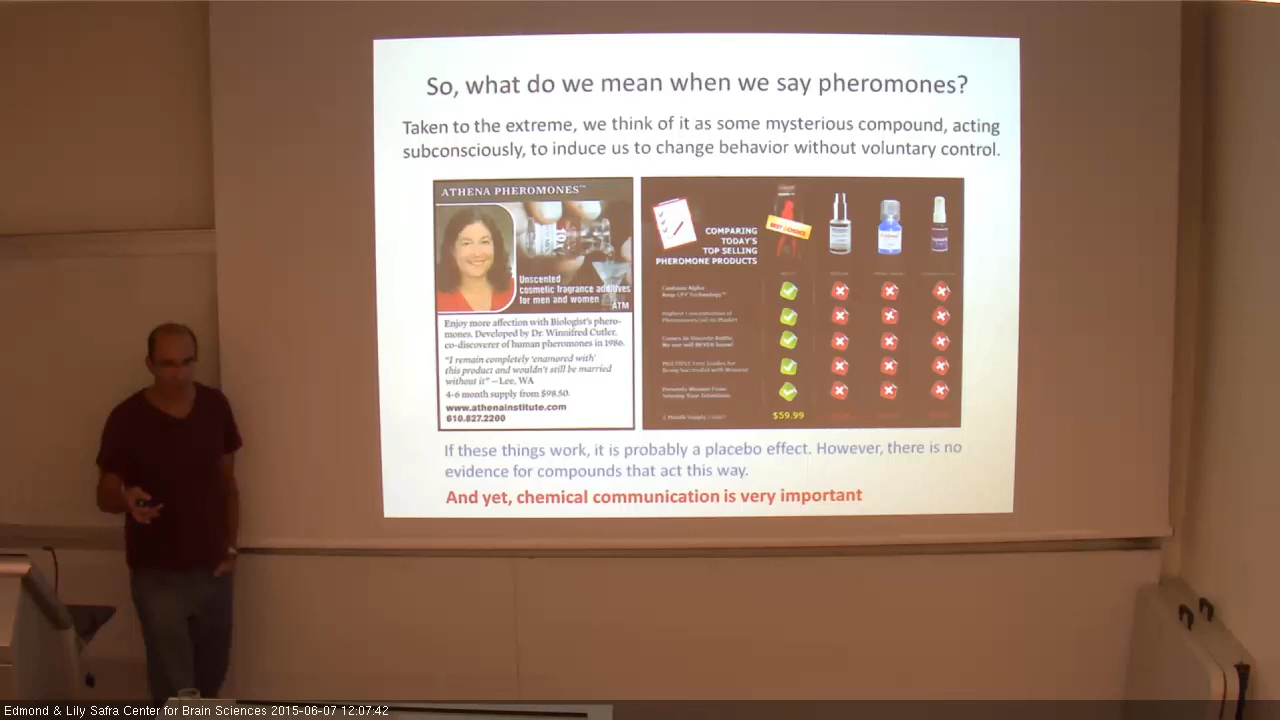 So, what do we mean when we say pheromones?
Taken to the extreme, we think of it as some mysterious compound, acting
subconsciously, to induce us to change behavior without voluntary control.
ATHENA PHEROMONES™
Unscented
cosmetic fragrance additives
for men and women
ATM
Enjoy more affection with Biologist's phero-
mones. Developed by Dr. Winnifred Cutler,
co-discoverer of human pheromones in 1986.
"I remain completely 'enamored with'
this product and wouldn't still be married
without it" —Lee, WA
4-6 month supply from $98.50.
www.athenainstitute.com
610.827.2200
COMPARING
TODAY'S
TOP SELLING
PHEROMONE PRODUCTS
BEST CHOICE
Highest Concentration of
$59.99
If these things work, it is probably a placebo effect. However, there is no
evidence for compounds that act this way.
And yet, chemical communication is very important
Edmond & Lily Safra Center for Brain Sciences 2015-06-07 12:07:42